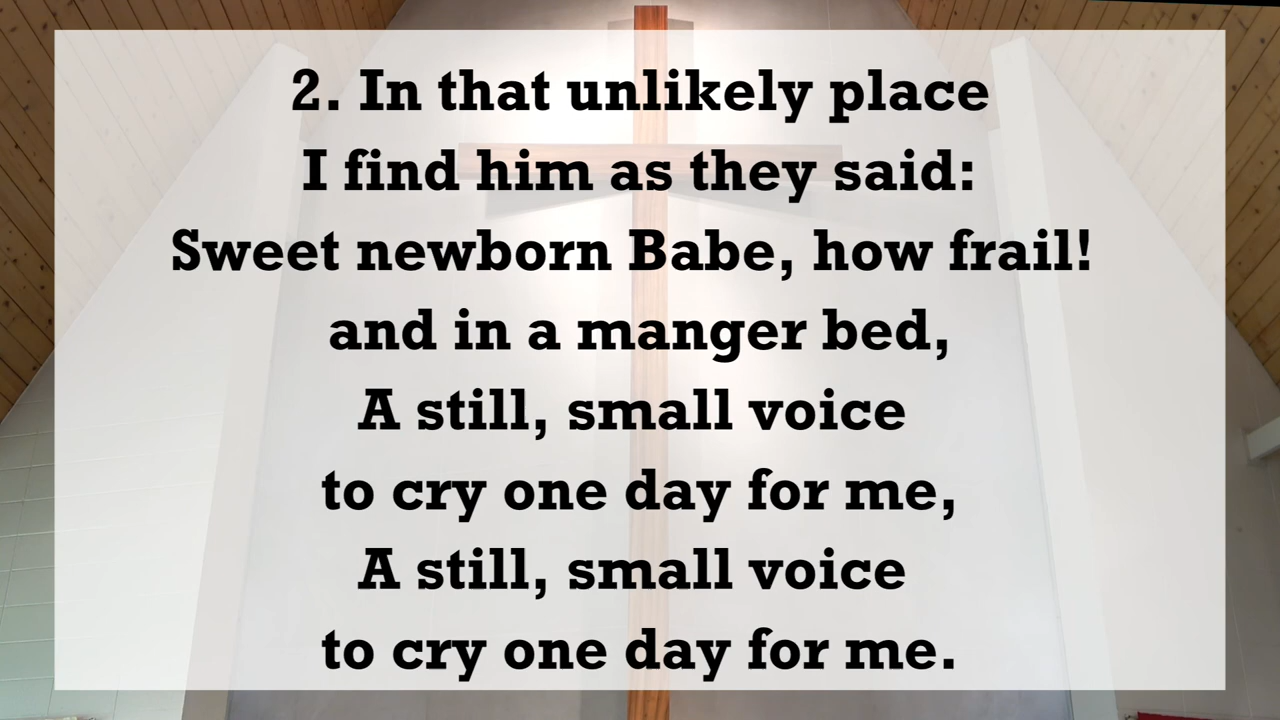 2. In that unlikely place
I find him as they said:
Sweet newborn Babe, how frail!
and in a manger bed,
A still, small voice
to cry one day for me,
A still, small voice
to cry one day for me.